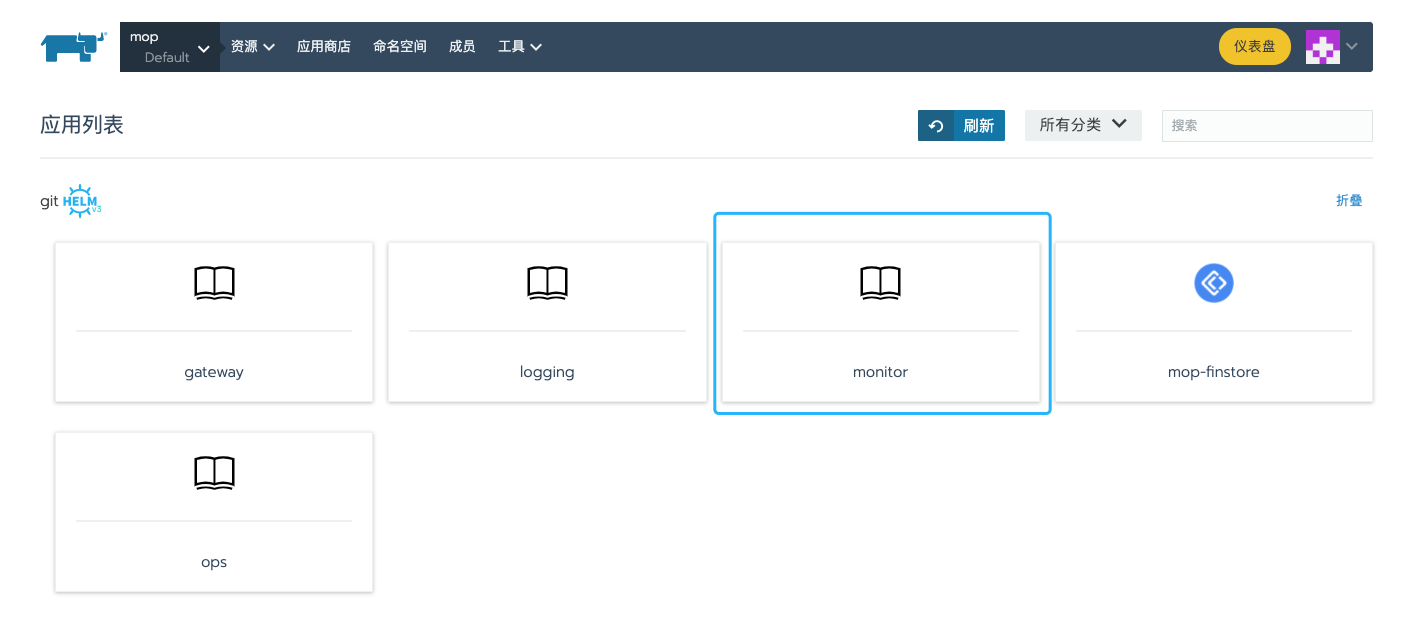 mop
Default
资源 应用商店 命名空间 成员 工具
仪表盘
应用列表
刷新
所有分类
搜索
git HELM v3
折叠
gateway
logging
monitor
mop-finstore
ops